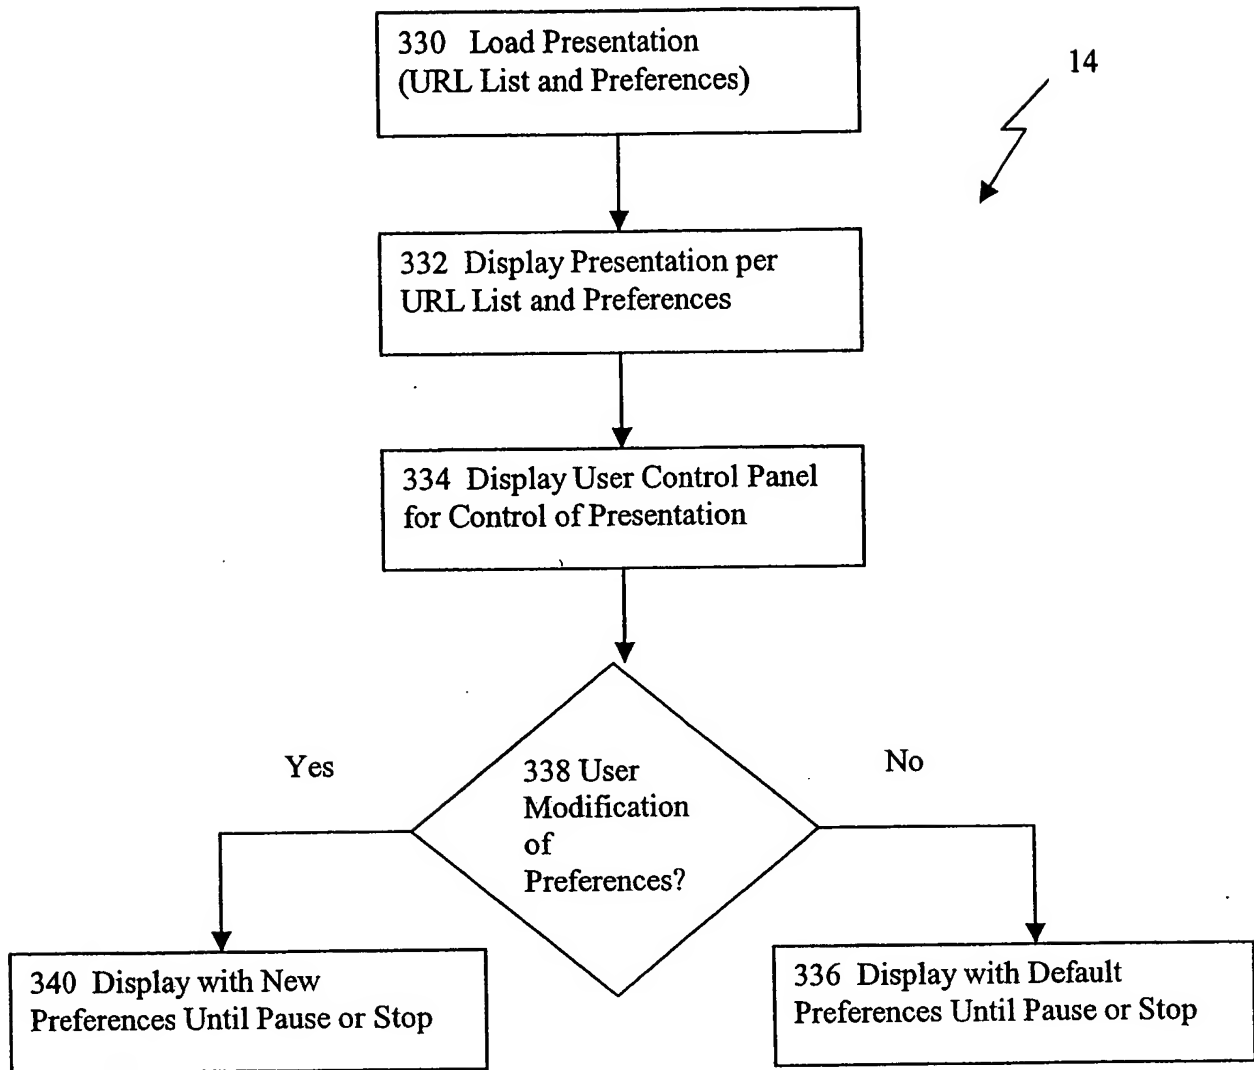 330 Load Presentation
(URL List and Preferences)
14
332 Display Presentation per
URL List and Preferences
334 Display User Control Panel
for Control of Presentation
Yes
No
338 User
Modification
of
Preferences?
340 Display with New
Preferences Until Pause or Stop
336 Display with Default
Preferences Until Pause or Stop